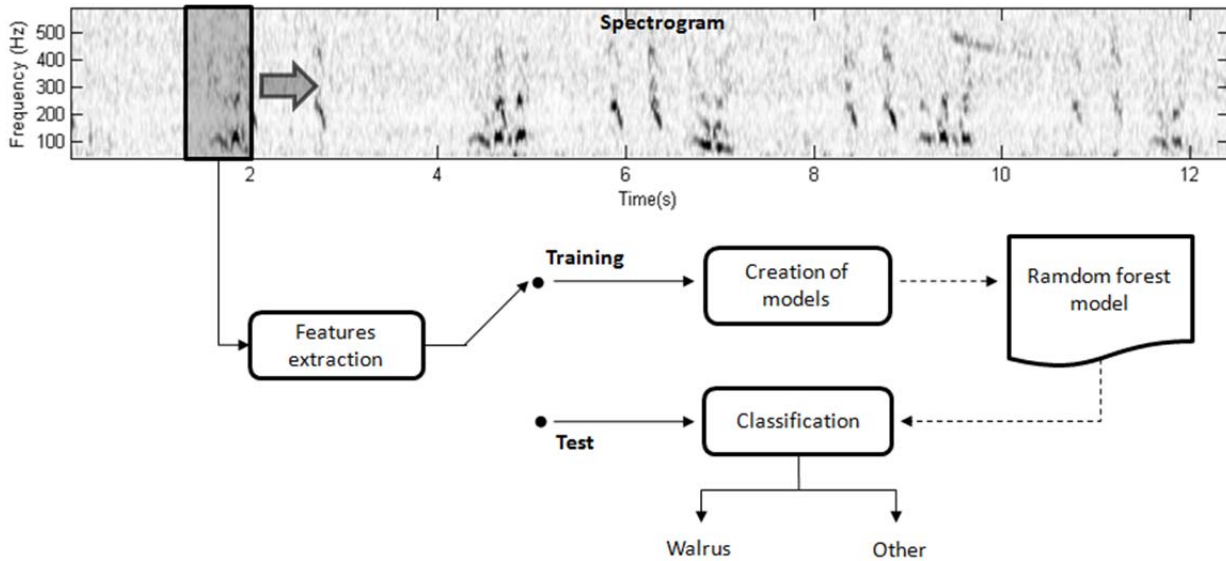 Spectrogram
Frequency (Hz)
500
400
300
200
100
2
4
6
8
10
12
Time(s)
Training
Creation of
models
Ramdom forest
model
Features
extraction
Test
Classification
Walrus
Other